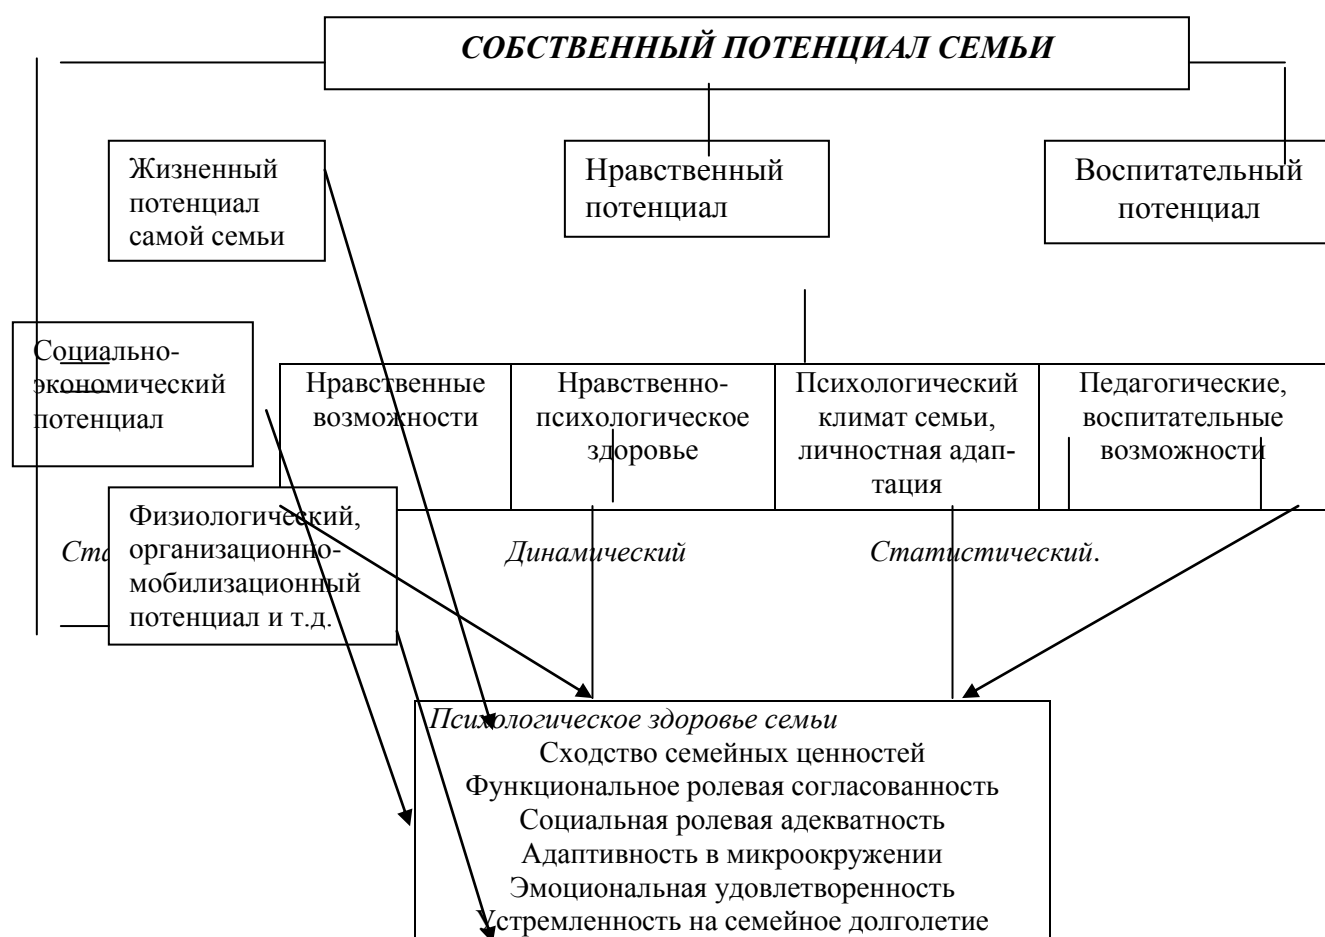 СОБСТВЕННЫЙ ПОТЕНЦИАЛ СЕМЬИ
Жизненный
потенциал
самой семьи
Нравственный
потенциал
Воспитательный
потенциал
Социально-
экономический
потенциал
Нравственные
возможности
Нравственно-
психологическое
здоровье
Психологический
климат семьи,
личностная адап-
тация
Педагогические,
воспитательные
возможности
Физиологический,
организационно-
мобилизационный
потенциал и т.д.
Динамический
Статистический.
Психологическое здоровье семьи
Сходство семейных ценностей
Функциональное ролевая согласованность
Социальная ролевая адекватность
Адаптивность в микроокружении
Эмоциональная удовлетворенность
Устремленность на семейное долголетие